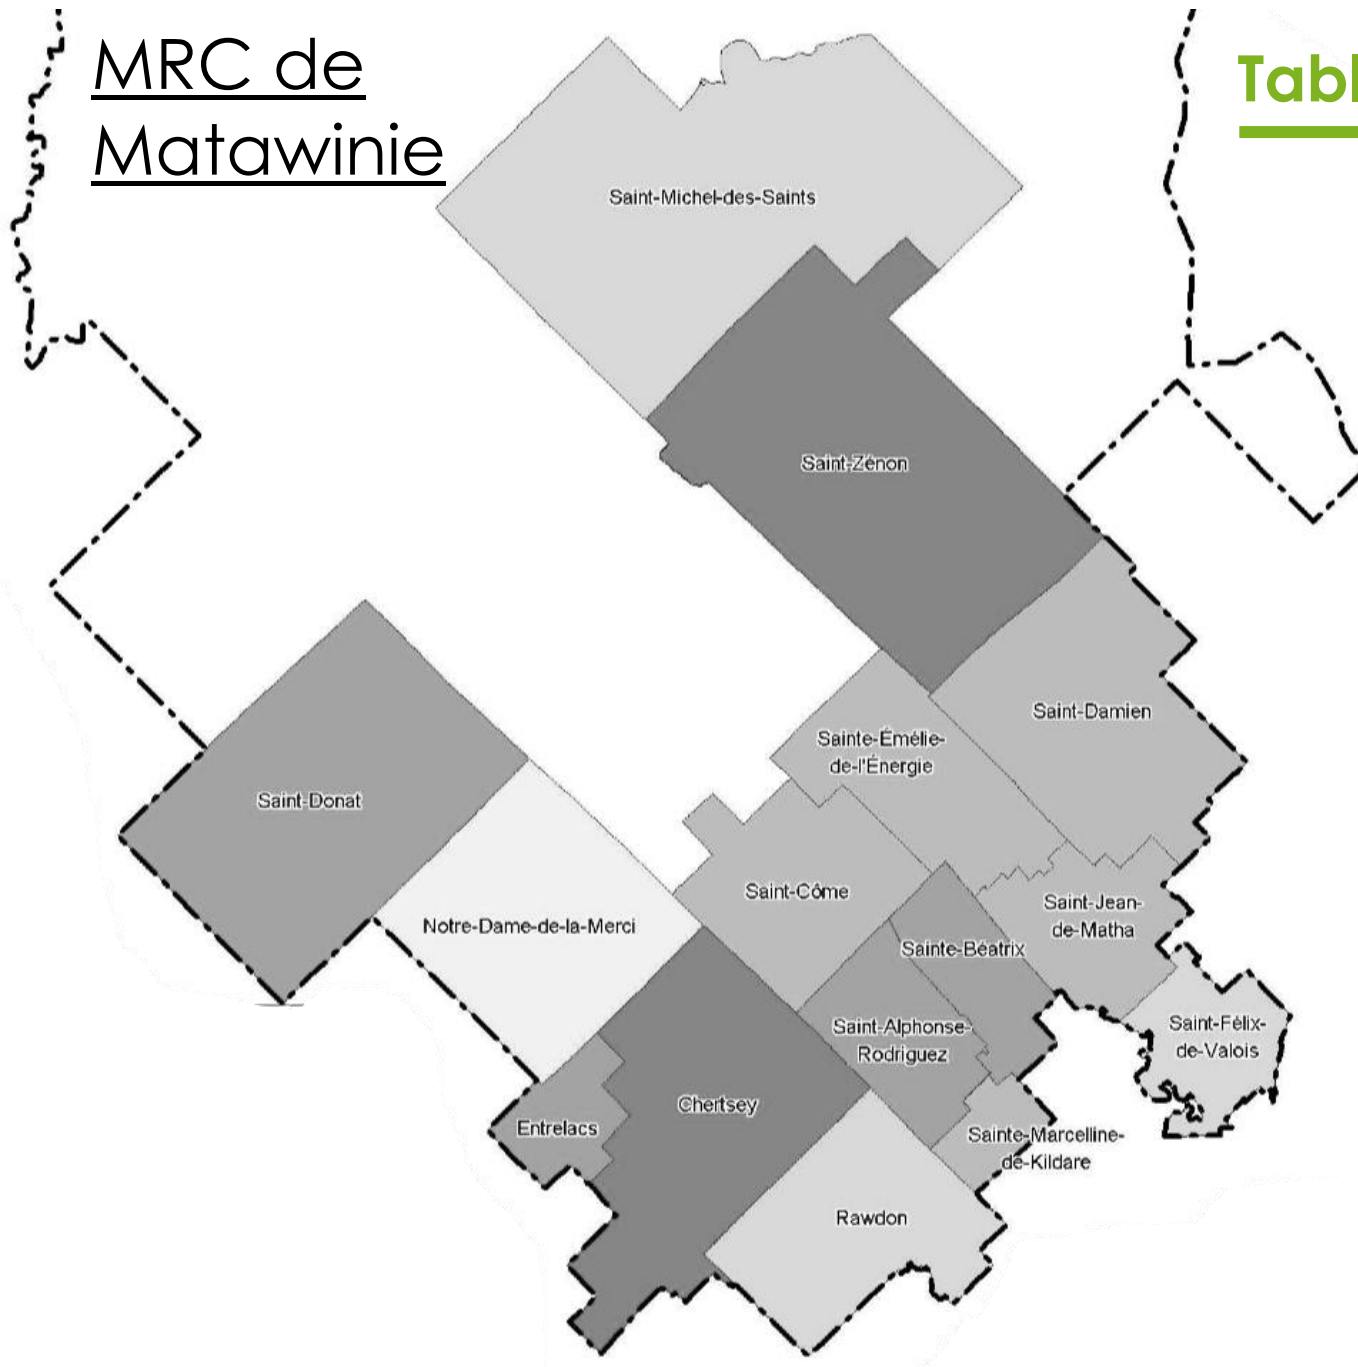 MRC de
Matawinie
Tabl
Saint-Michel-des-Saints
Saint-Zénon
Saint-Damien
Sainte-Émélie-
de-l'Énergie
Saint-Donat
Saint-Côme
Saint-Jean-
de-Matha
Notre-Dame-de-la-Merci
Sainte-Béatrix
Saint-Alphonse-
Rodriguez
Saint-Félix-
de-Valois
Chertsey
Entrelacs
Sainte-Marcelline-
de-Kildare
Rawdon